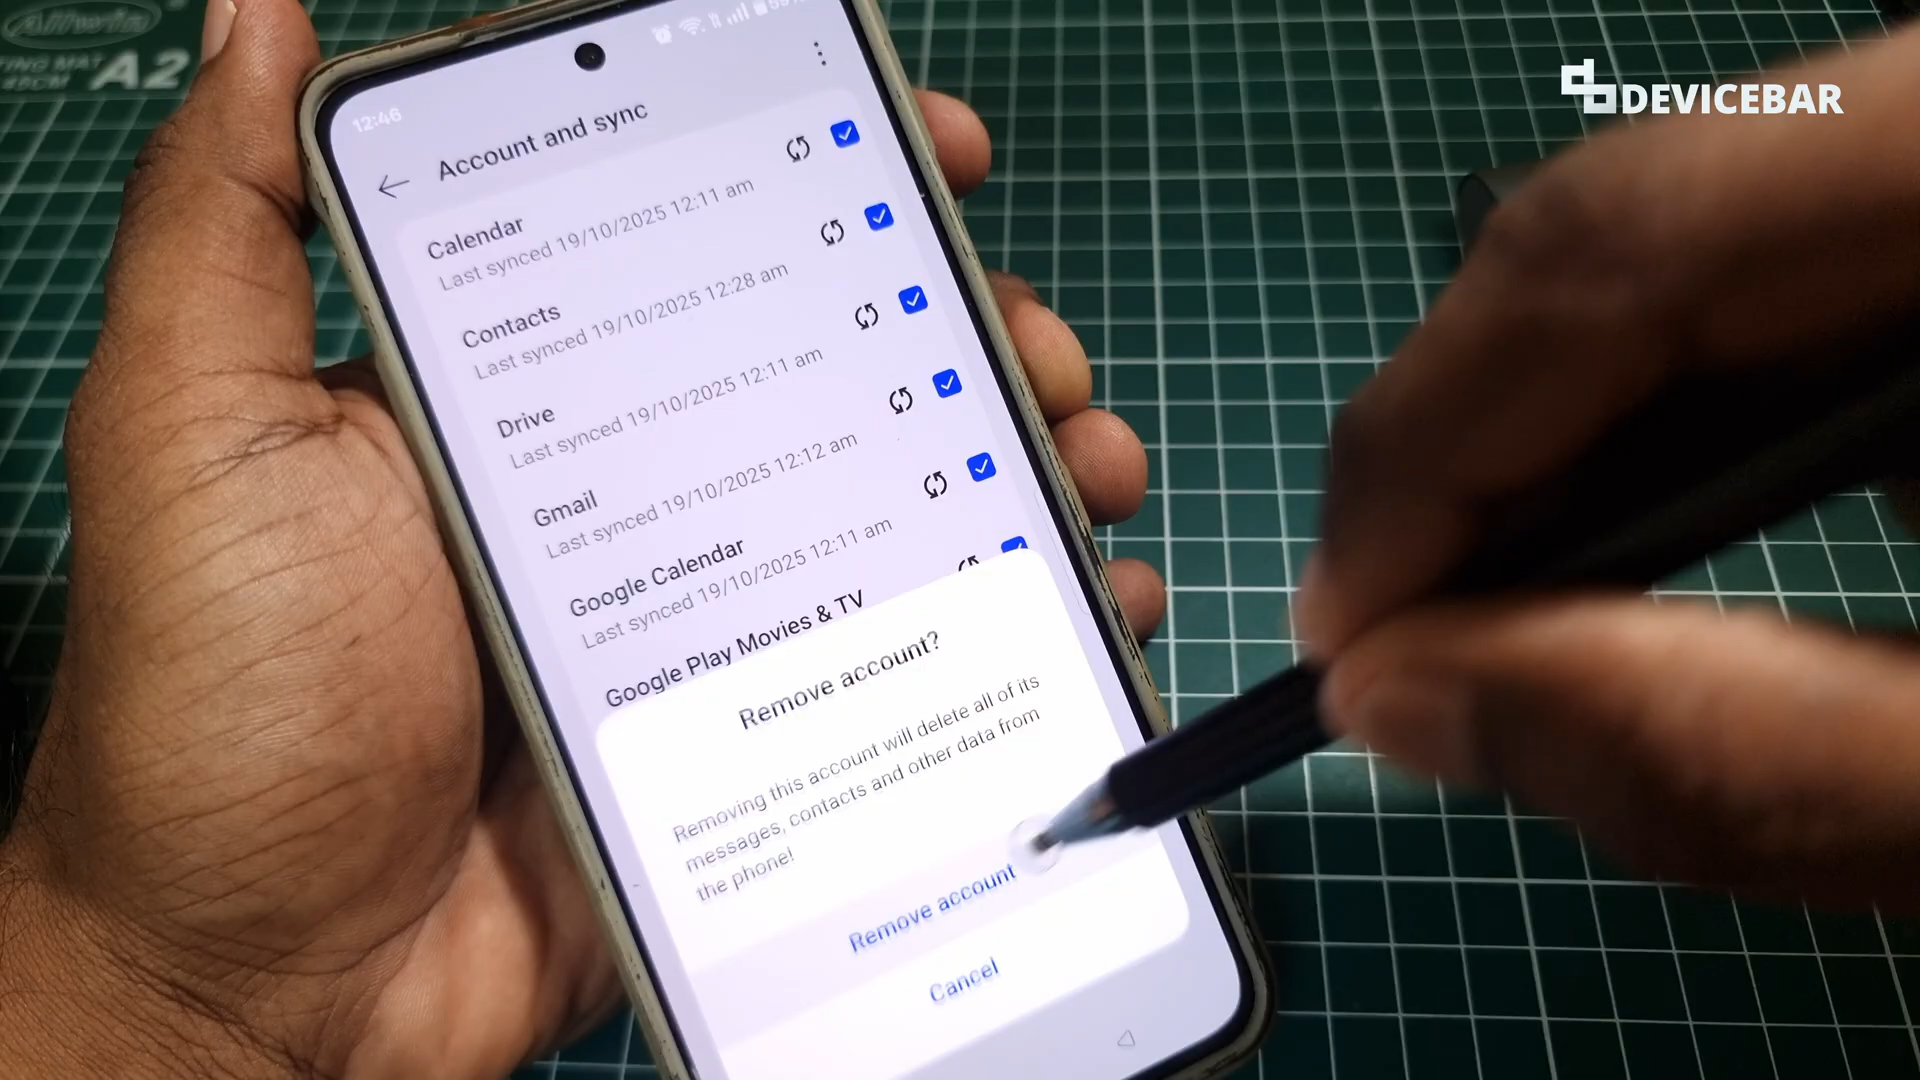 Allwin
TING MAT
45CM A2
DEVICEBAR
12:46
Account and sync
Calendar
Last synced 19/10/2025 12:11 am
Contacts
Last synced 19/10/2025 12:28 am
Drive
Last synced 19/10/2025 12:11 am
Gmail
Last synced 19/10/2025 12:12 am
Google Calendar
Last synced 19/10/2025 12:11 am
Google Play Movies & TV
Remove account?
Removing this account will delete all of its
messages, contacts and other data from
the phone!
Remove account
Cancel